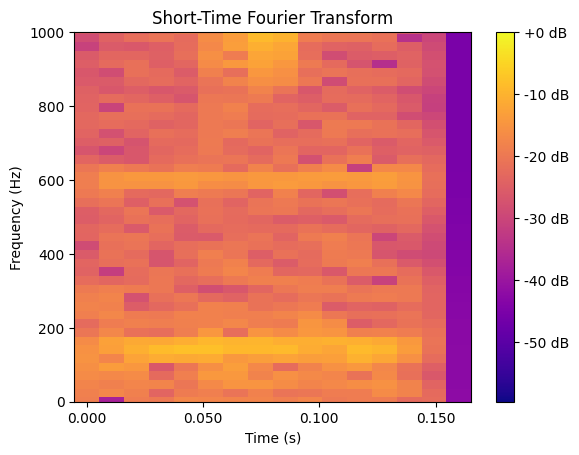 Short-Time Fourier Transform
Frequency (Hz)
1000
800
600
400
200
0
0.000
0.050
0.100
0.150
Time (s)
+0 dB
-10 dB
-20 dB
-30 dB
-40 dB
-50 dB